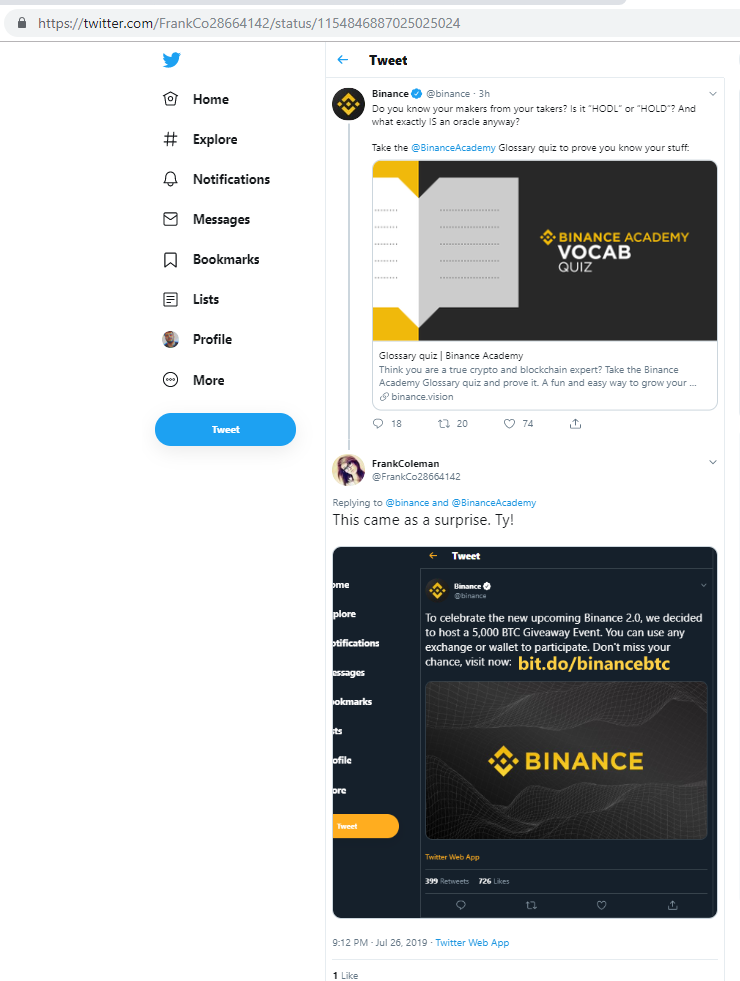 https://twitter.com/FrankCo28664142/status/1154846887025025024
Home
Explore
Notifications
Messages
Bookmarks
Lists
Profile
More
Tweet
Tweet
Binance @binance · 3h
Do you know your makers from your takers? Is it “HODL” or “HOLD”? And
what exactly IS an oracle anyway?
Take the @BinanceAcademy Glossary quiz to prove you know your stuff:
BINANCE ACADEMY
VOCAB
QUIZ
Glossary quiz | Binance Academy
Think you are a true crypto and blockchain expert? Take the Binance
Academy Glossary quiz and prove it. A fun and easy way to grow your ...
binance.vision
18 20 74
FrankColeman
@FrankCo28664142
Replying to @binance and @BinanceAcademy
This came as a surprise. Ty!
Tweet
ome
plore
otifications
essages
ookmarks
sts
ofile
ore
Tweet
Binance
@binance
To celebrate the new upcoming Binance 2.0, we decided
to host a 5,000 BTC Giveaway Event. You can use any
exchange or wallet to participate. Don't miss your
chance, visit now: bit.do/binancebtc
BINANCE
Twitter Web App
399 Retweets 726 Likes
9:12 PM · Jul 26, 2019 · Twitter Web App
1 Like